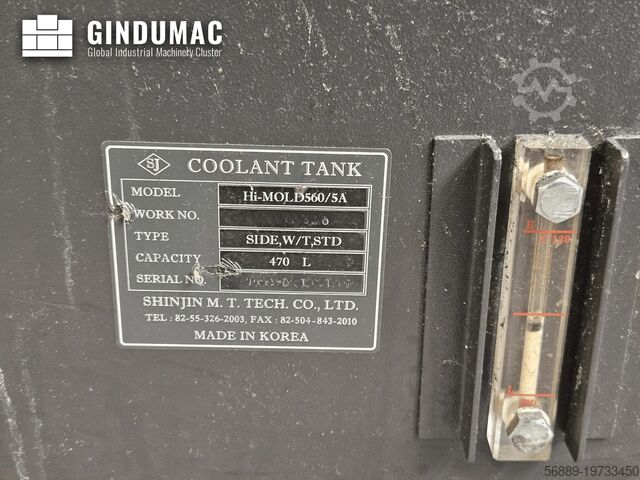 GINDUMAC
Global Industrial Machinery Cluster
SJ COOLANT TANK
MODEL Hi-MOLD560/5A
WORK NO.
TYPE SIDE,W/T,STD
CAPACITY 470 L
SERIAL NO.
SHINJIN M. T. TECH. CO., LTD.
TEL : 82-55-326-2003, FAX : 82-504-843-2010
MADE IN KOREA
56889-19733450